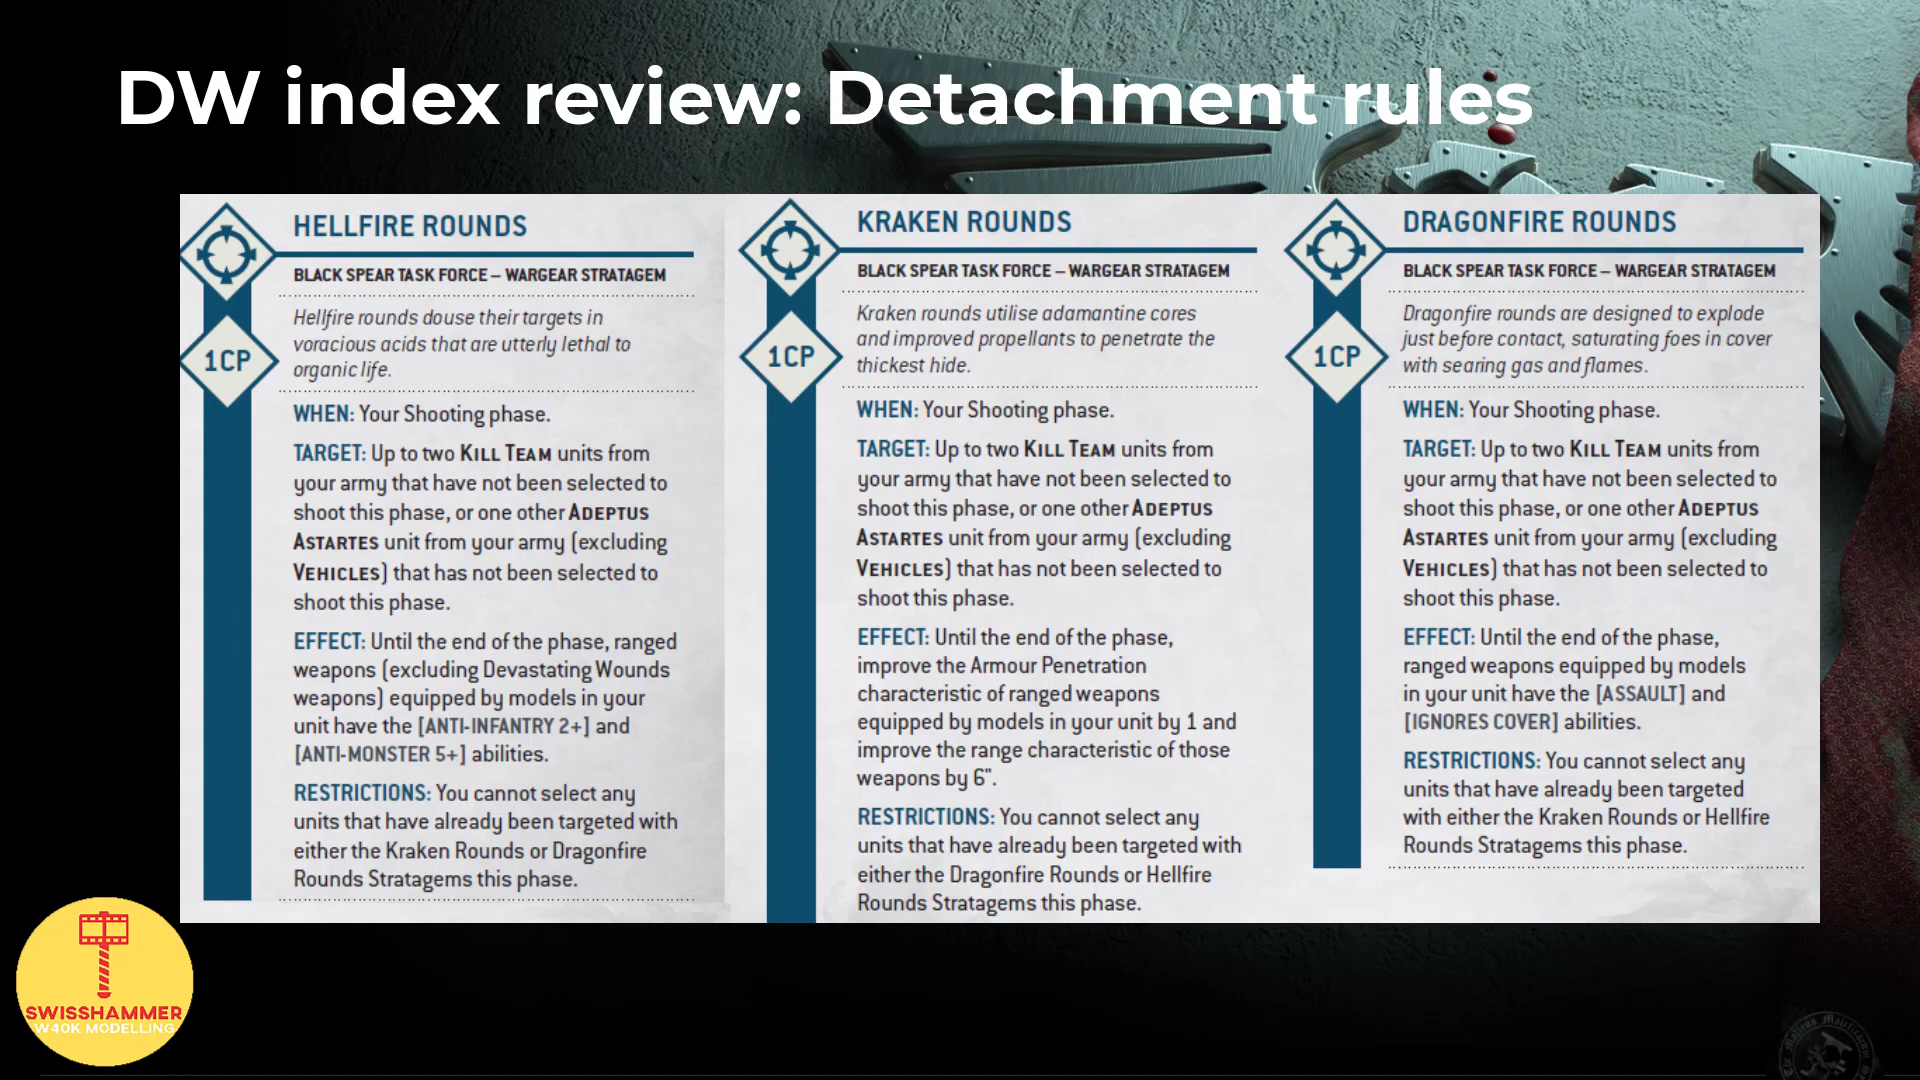 DW index review: Detachment rules
HELLFIRE ROUNDS
BLACK SPEAR TASK FORCE – WARGEAR STRATAGEM
Hellfire rounds douse their targets in
voracious acids that are utterly lethal to
organic life.
1CP
WHEN: Your Shooting phase.
TARGET: Up to two KILL TEAM units from
your army that have not been selected to
shoot this phase, or one other ADEPTUS
ASTARTES unit from your army (excluding
VEHICLES) that has not been selected to
shoot this phase.
EFFECT: Until the end of the phase, ranged
weapons (excluding Devastating Wounds
weapons) equipped by models in your
unit have the [ANTI-INFANTRY 2+] and
[ANTI-MONSTER 5+] abilities.
RESTRICTIONS: You cannot select any
units that have already been targeted with
either the Kraken Rounds or Dragonfire
Rounds Stratagems this phase.
KRAKEN ROUNDS
BLACK SPEAR TASK FORCE – WARGEAR STRATAGEM
Kraken rounds utilise adamantine cores
and improved propellants to penetrate the
thickest hide.
1CP
WHEN: Your Shooting phase.
TARGET: Up to two KILL TEAM units from
your army that have not been selected to
shoot this phase, or one other ADEPTUS
ASTARTES unit from your army (excluding
VEHICLES) that has not been selected to
shoot this phase.
EFFECT: Until the end of the phase,
improve the Armour Penetration
characteristic of ranged weapons
equipped by models in your unit by 1 and
improve the range characteristic of those
weapons by 6".
RESTRICTIONS: You cannot select any
units that have already been targeted with
either the Dragonfire Rounds or Hellfire
Rounds Stratagems this phase.
DRAGONFIRE ROUNDS
BLACK SPEAR TASK FORCE – WARGEAR STRATAGEM
Dragonfire rounds are designed to explode
just before contact, saturating foes in cover
with searing gas and flames.
1CP
WHEN: Your Shooting phase.
TARGET: Up to two KILL TEAM units from
your army that have not been selected to
shoot this phase, or one other ADEPTUS
ASTARTES unit from your army (excluding
VEHICLES) that has not been selected to
shoot this phase.
EFFECT: Until the end of the phase,
ranged weapons equipped by models
in your unit have the [ASSAULT] and
[IGNORES COVER] abilities.
RESTRICTIONS: You cannot select any
units that have already been targeted
with either the Kraken Rounds or Hellfire
Rounds Stratagems this phase.
SWISSHAMMER
W40K MODELLING